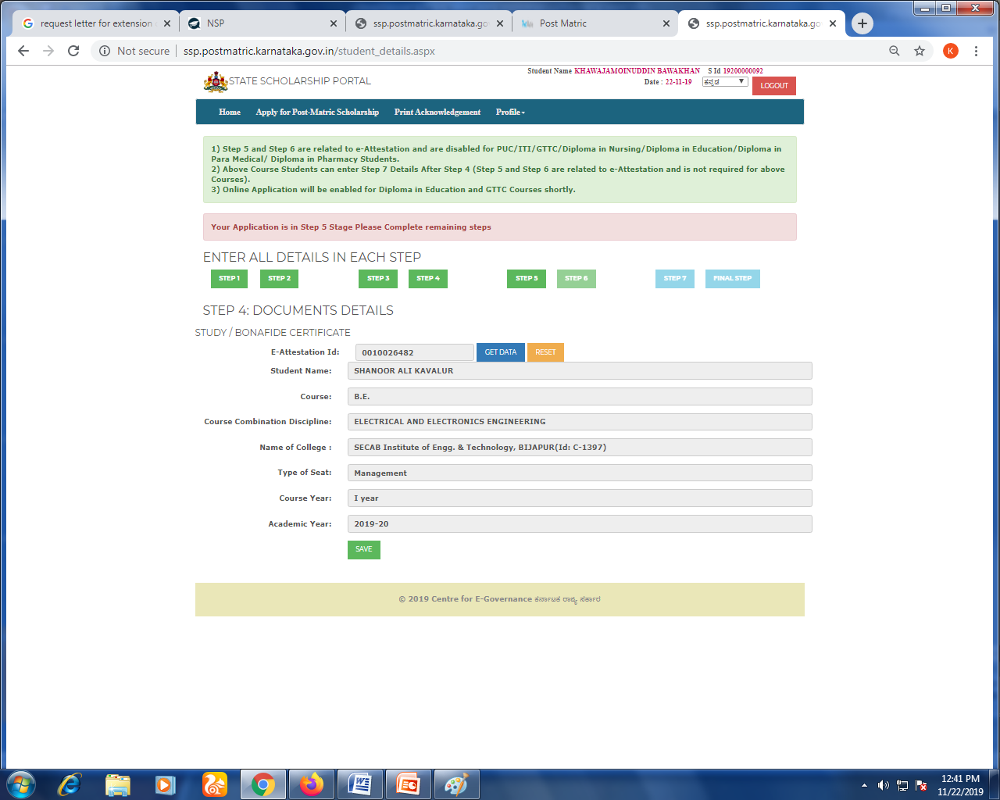 request letter for extension
NSP
ssp.postmatric.karnataka.go
Post Matric
ssp.postmatric.karnataka.go
Not secure | ssp.postmatric.karnataka.gov.in/student_details.aspx
K
STATE SCHOLARSHIP PORTAL
Student Name KHAWAJAMOINUDDIN BAWAKHAN S Id 19200000092
Date : 22-11-19 ಕನ್ನಡ LOGOUT
Home Apply for Post-Matric Scholarship Print Acknowledgement Profile
1) Step 5 and Step 6 are related to e-Attestation and are disabled for PUC/ITI/GTTC/Diploma in Nursing/Diploma in Education/Diploma in
Para Medical/ Diploma in Pharmacy Students.
2) Above Course Students can enter Step 7 Details After Step 4 (Step 5 and Step 6 are related to e-Attestation and is not required for above
Courses).
3) Online Application will be enabled for Diploma in Education and GTTC Courses shortly.
Your Application is in Step 5 Stage Please Complete remaining steps
ENTER ALL DETAILS IN EACH STEP
STEP 1 STEP 2 STEP 3 STEP 4 STEP 5 STEP 6 STEP 7 FINAL STEP
STEP 4: DOCUMENTS DETAILS
STUDY / BONAFIDE CERTIFICATE
E-Attestation Id: 0010026482 GET DATA RESET
Student Name: SHANOOR ALI KAVALUR
Course: B.E.
Course Combination Discipline: ELECTRICAL AND ELECTRONICS ENGINEERING
Name of College : SECAB Institute of Engg. & Technology, BIJAPUR(Id: C-1397)
Type of Seat: Management
Course Year: I year
Academic Year: 2019-20
SAVE
© 2019 Centre for E-Governance ಕರ್ನಾಟಕ ರಾಜ್ಯ ಸರ್ಕಾರ
12:41 PM
11/22/2019